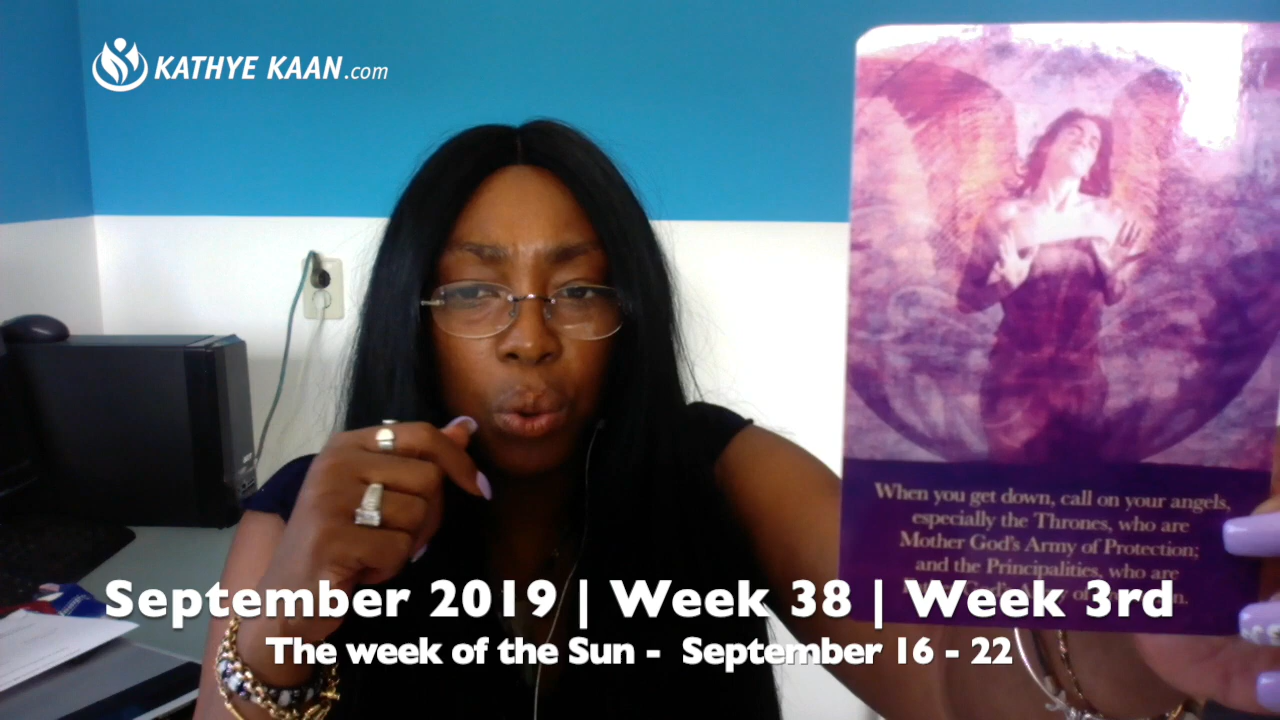 KATHYE KAAN.com
When you get down, call on your angels,
especially the Thrones, who are
Mother God's Army of Protection;
and the Principalities, who are
September 2019 | Week 38 | Week 3rd
The week of the Sun - September 16 - 22